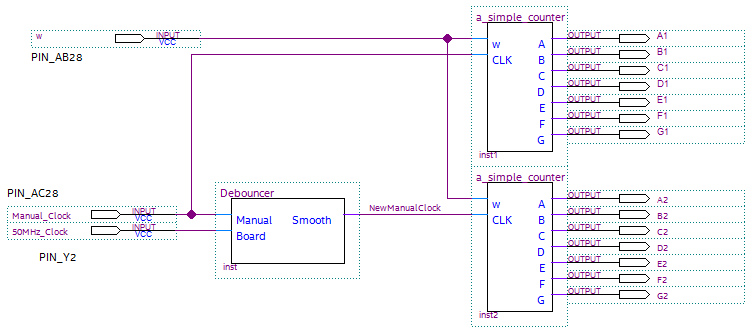 a_simple_counter
w INPUT VCC
PIN_AB28
w A OUTPUT A1
CLK B OUTPUT B1
C OUTPUT C1
D OUTPUT D1
E OUTPUT E1
F OUTPUT F1
G OUTPUT G1
inst1
a_simple_counter
PIN_AC28
Debouncer
Manual_Clock INPUT VCC
50MHz_Clock INPUT VCC
PIN_Y2
Manual Smooth
Board
inst
NewManualClock
w A OUTPUT A2
CLK B OUTPUT B2
C OUTPUT C2
D OUTPUT D2
E OUTPUT E2
F OUTPUT F2
G OUTPUT G2
inst2